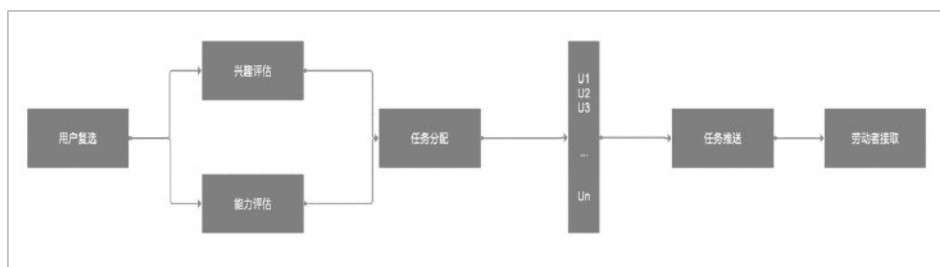 用户复选
兴趣评估
能力评估
任务分配
U1
U2
U3
...
Un
任务推送
劳动者接取